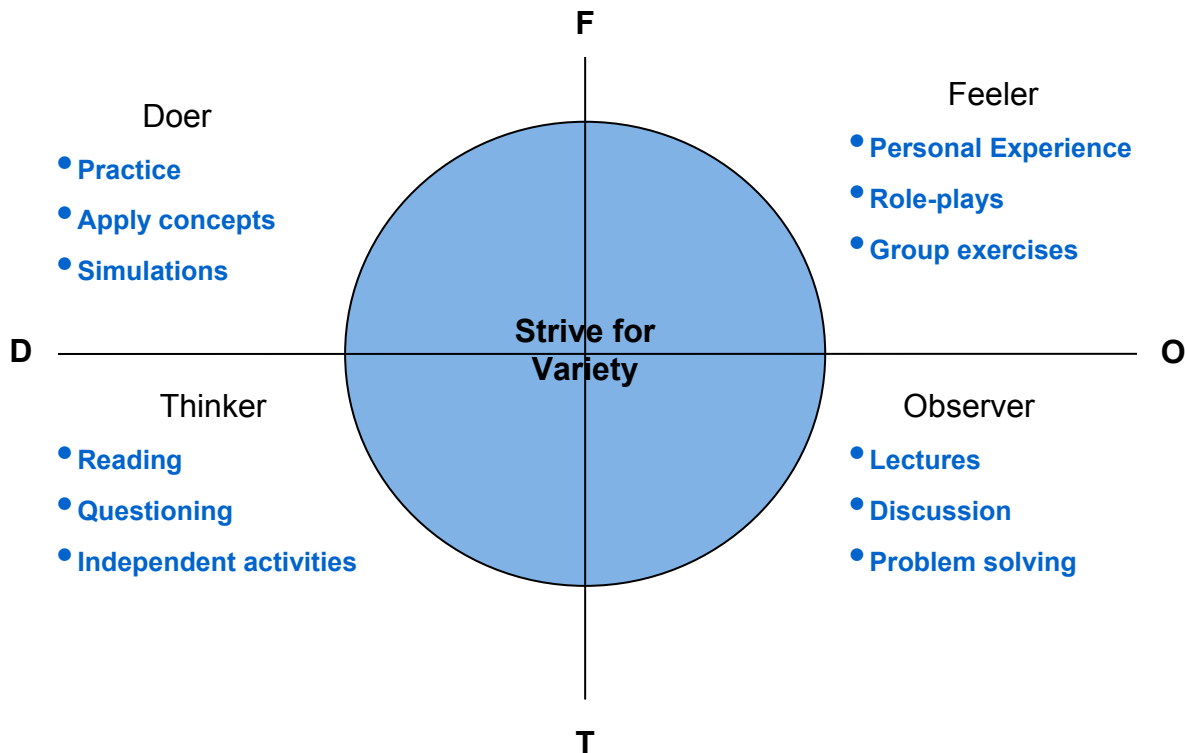 F
Doer
• Practice
• Apply concepts
• Simulations
Feeler
• Personal Experience
• Role-plays
• Group exercises
D
Strive for
Variety
O
Thinker
• Reading
• Questioning
• Independent activities
Observer
• Lectures
• Discussion
• Problem solving
T